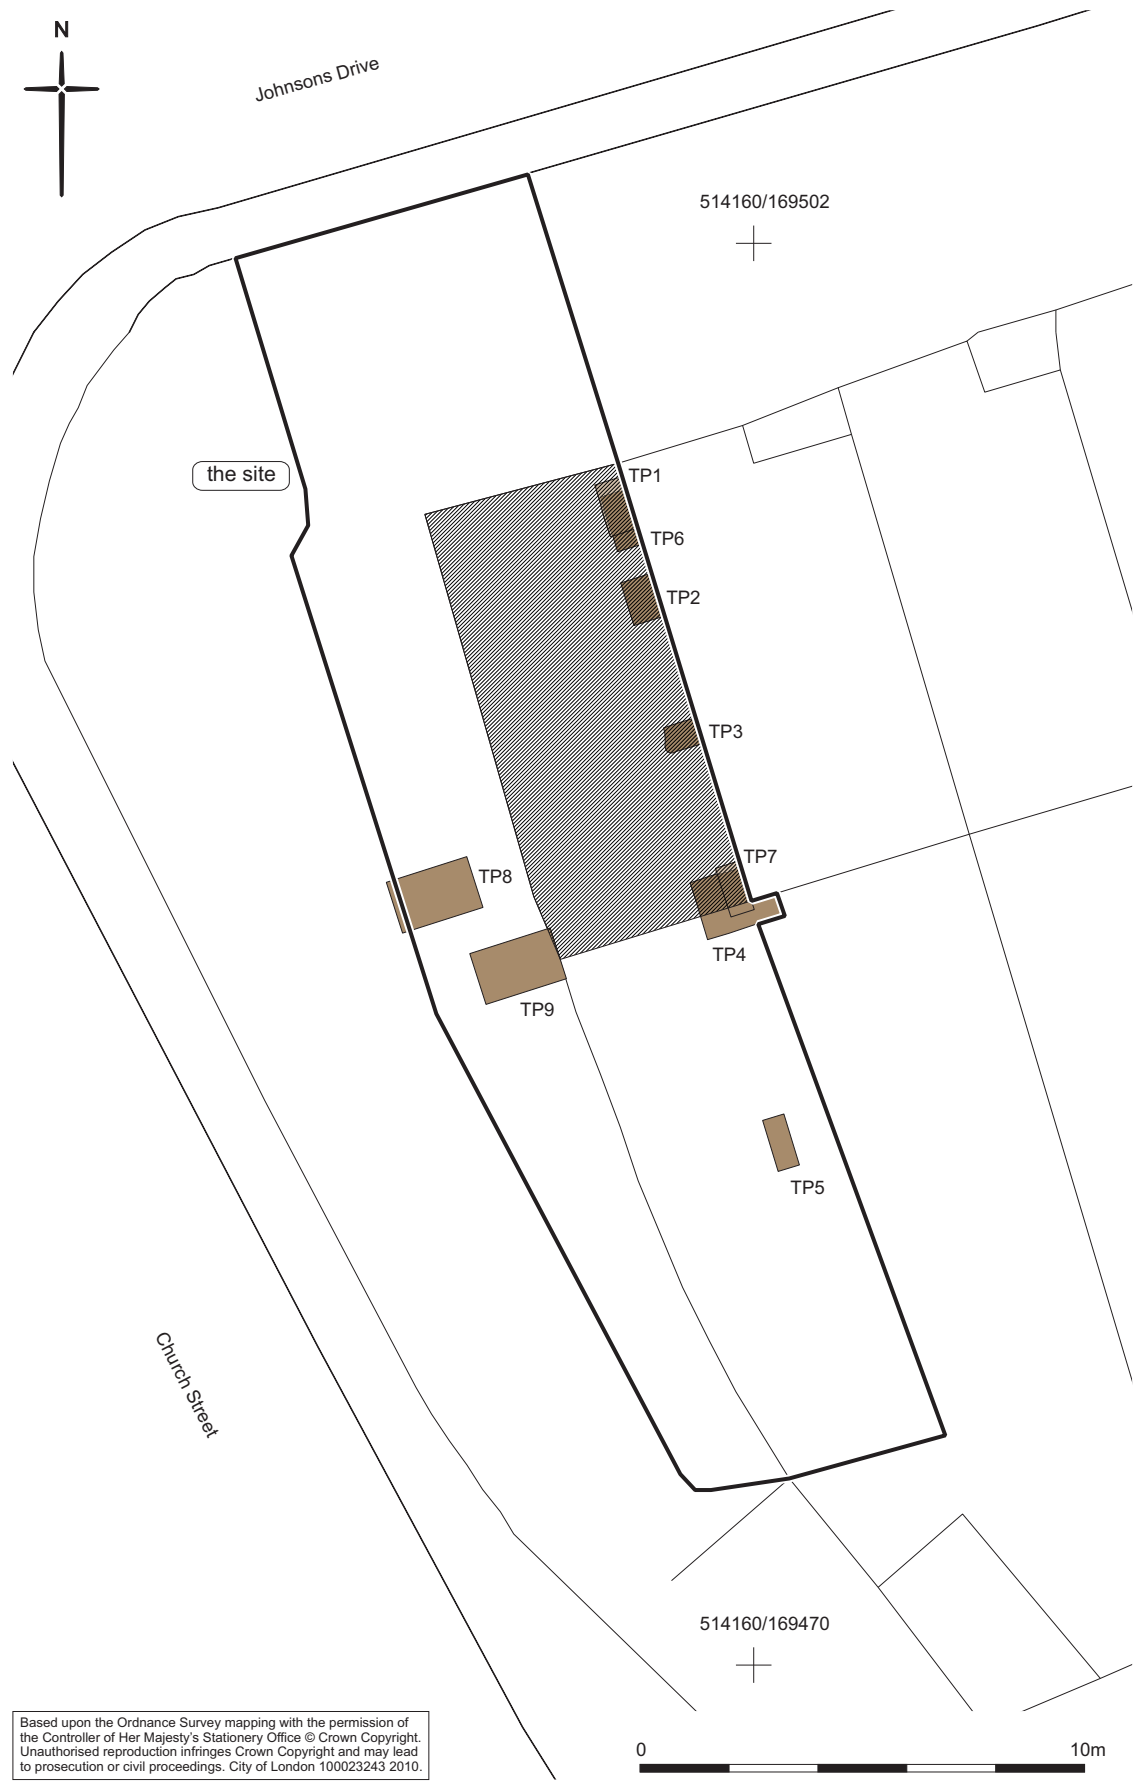 N
Johnsons Drive
514160/169502
the site
TP1
TP6
TP2
TP3
TP7
TP8
TP4
TP9
TP5
Church Street
514160/169470
Based upon the Ordnance Survey mapping with the permission of
the Controller of Her Majesty's Stationery Office © Crown Copyright.
Unauthorised reproduction infringes Crown Copyright and may lead
to prosecution or civil proceedings. City of London 100023243 2010.
0 10m